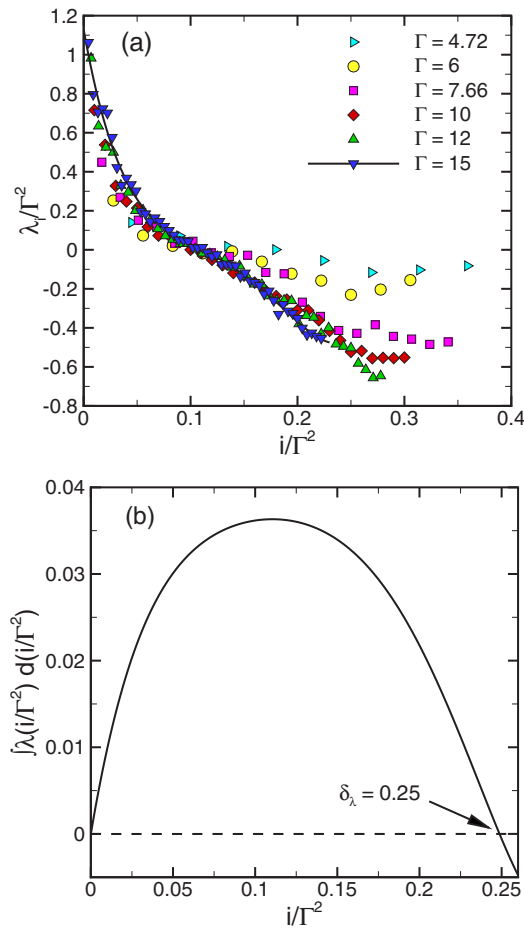 (a)
Γ = 4.72
Γ = 6
Γ = 7.66
Γ = 10
Γ = 12
Γ = 15
1.2
1
0.8
0.6
0.4
0.2
0
-0.2
-0.4
-0.6
-0.8
λᵢ/Γ²
0 0.1 0.2 0.3 0.4
i/Γ²
(b)
0.04
0.03
0.02
0.01
0
∫λ(i/Γ²) d(i/Γ²)
δλ = 0.25
0 0.05 0.1 0.15 0.2 0.25
i/Γ²